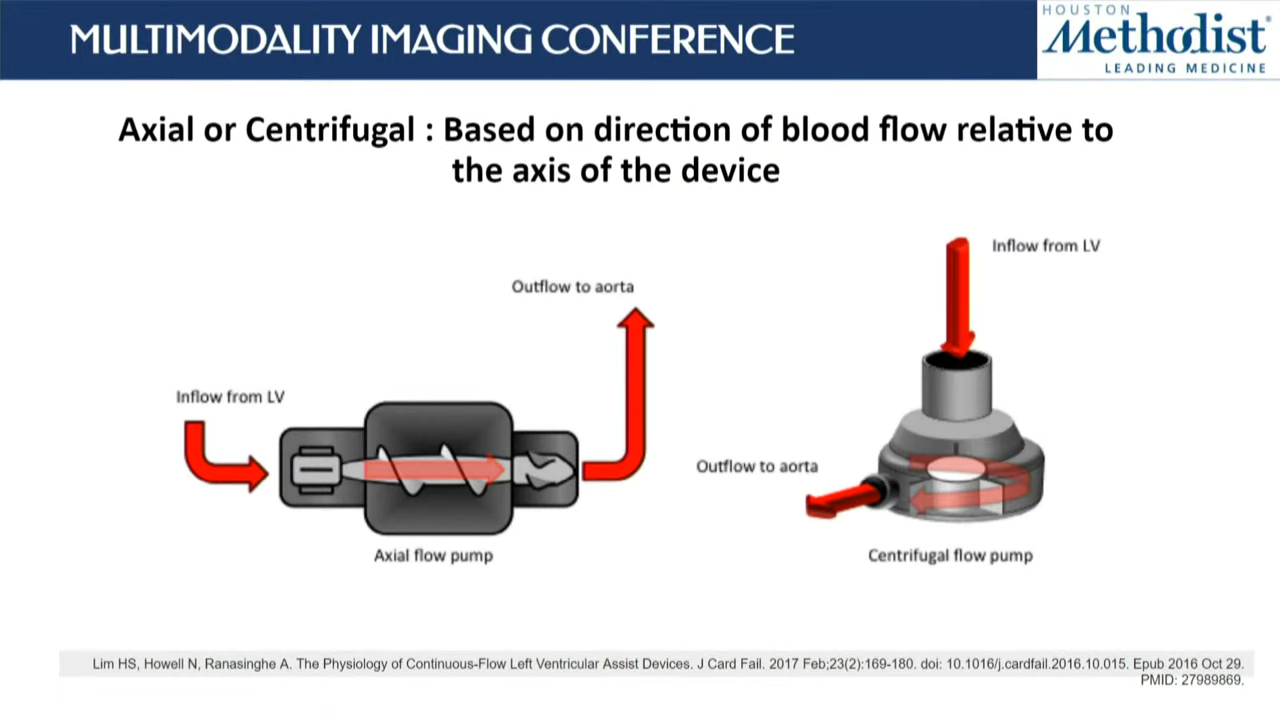 MULTIMODALITY IMAGING CONFERENCE
HOUSTON
Methodist
LEADING MEDICINE
Axial or Centrifugal : Based on direction of blood flow relative to
the axis of the device
Inflow from LV
Outflow to aorta
Inflow from LV
Outflow to aorta
Axial flow pump
Centrifugal flow pump
Lim HS, Howell N, Ranasinghe A. The Physiology of Continuous-Flow Left Ventricular Assist Devices. J Card Fail. 2017 Feb;23(2):169-180. doi: 10.1016/j.cardfail.2016.10.015. Epub 2016 Oct 29.
PMID: 27989869.